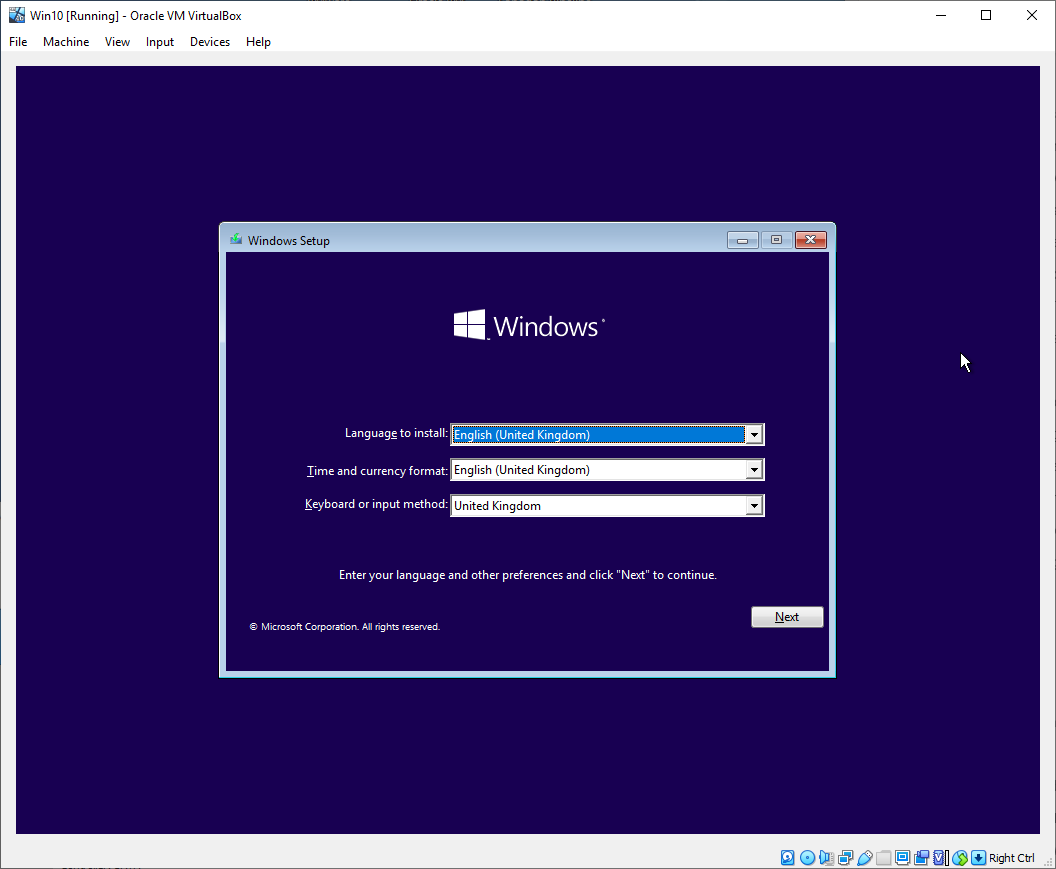 Win10 [Running] - Oracle VM VirtualBox
File Machine View Input Devices Help
Windows Setup
Windows
Language to install: English (United Kingdom)
Time and currency format: English (United Kingdom)
Keyboard or input method: United Kingdom
Enter your language and other preferences and click "Next" to continue.
Next
© Microsoft Corporation. All rights reserved.
Right Ctrl